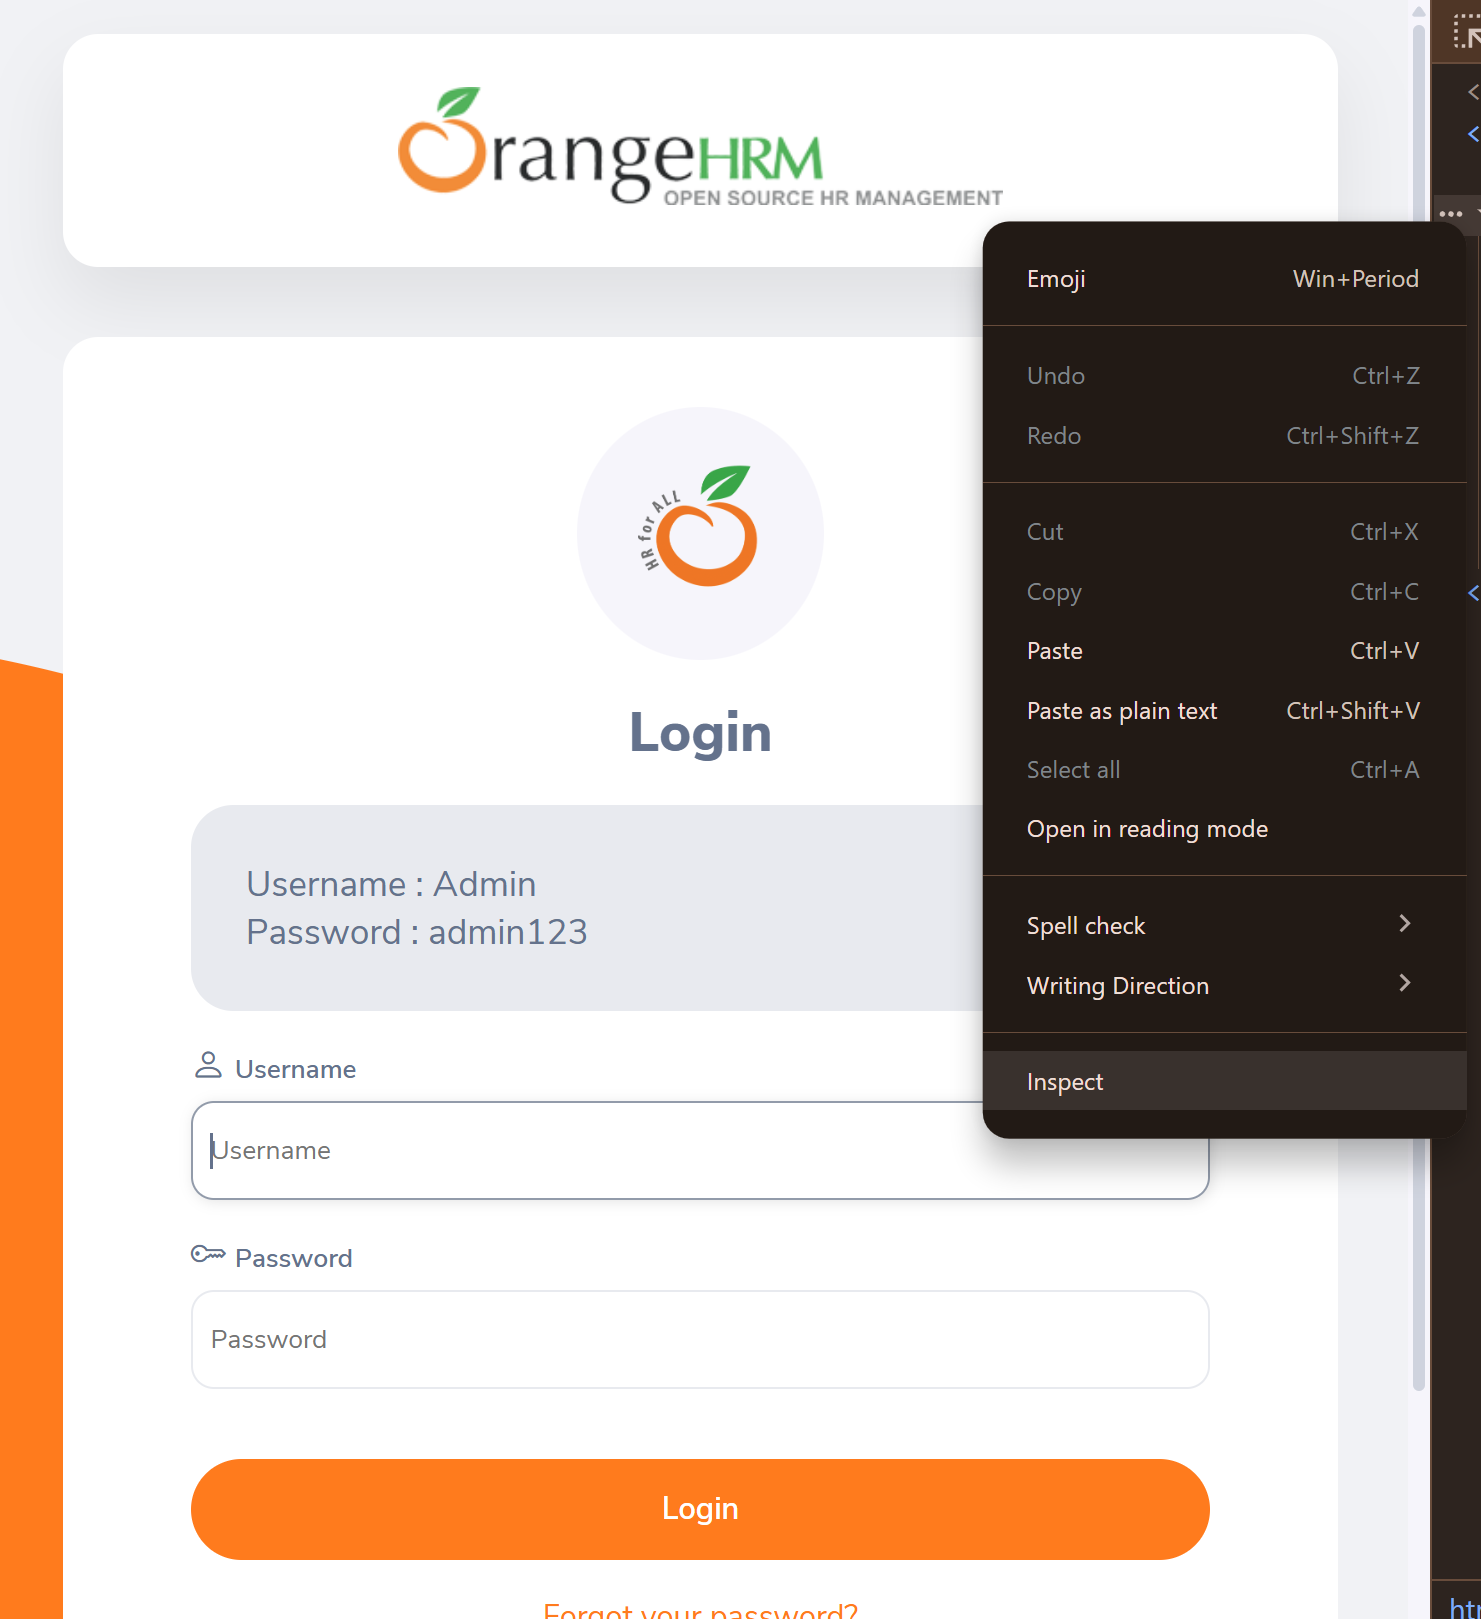 OrangeHRM
OPEN SOURCE HR MANAGEMENT
Emoji Win+Period
Undo Ctrl+Z
Redo Ctrl+Shift+Z
Cut Ctrl+X
Copy Ctrl+C
Paste Ctrl+V
Paste as plain text Ctrl+Shift+V
Select all Ctrl+A
Open in reading mode
Spell check
Writing Direction
Inspect
HR for ALL
Login
Username : Admin
Password : admin123
Username
Username
Password
Password
Login
Forgot your password?